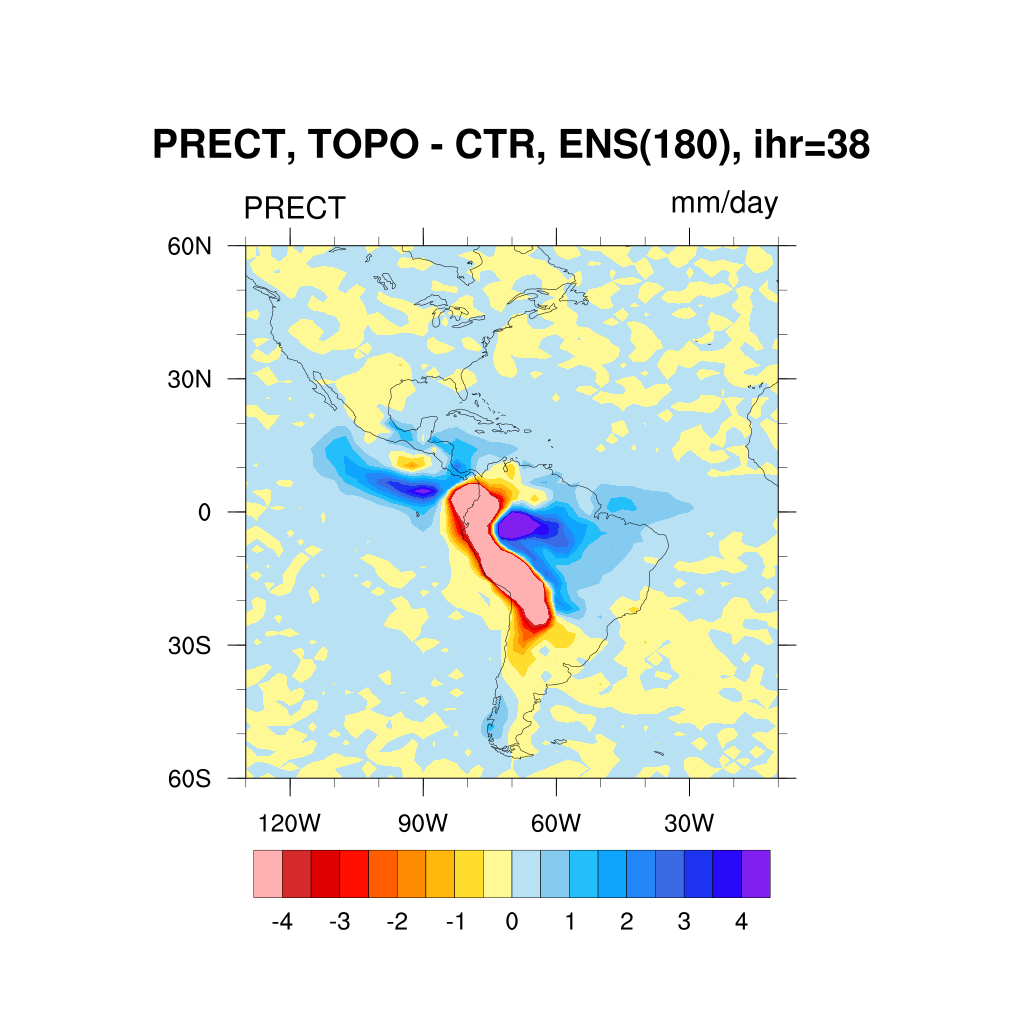 PRECT, TOPO - CTR, ENS(180), ihr=38
PRECT mm/day
60N
30N
0
30S
60S
120W 90W 60W 30W
-4 -3 -2 -1 0 1 2 3 4